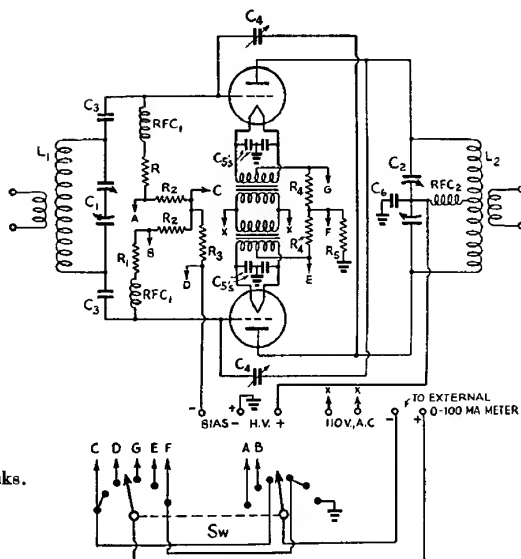 C4
C3
RFC1
L1
R
R2
C
C5's
R4
G
C2
L2
C1
A
R2
X
X
C6
RFC2
B
R3
R4
F
R5
R1
D
C5's
E
RFC1
C3
C4
BIAS - + H.V. + 110V. A.C
X X
- TO EXTERNAL
0-100 MA METER +
C D G E F A B
ks.
Sw